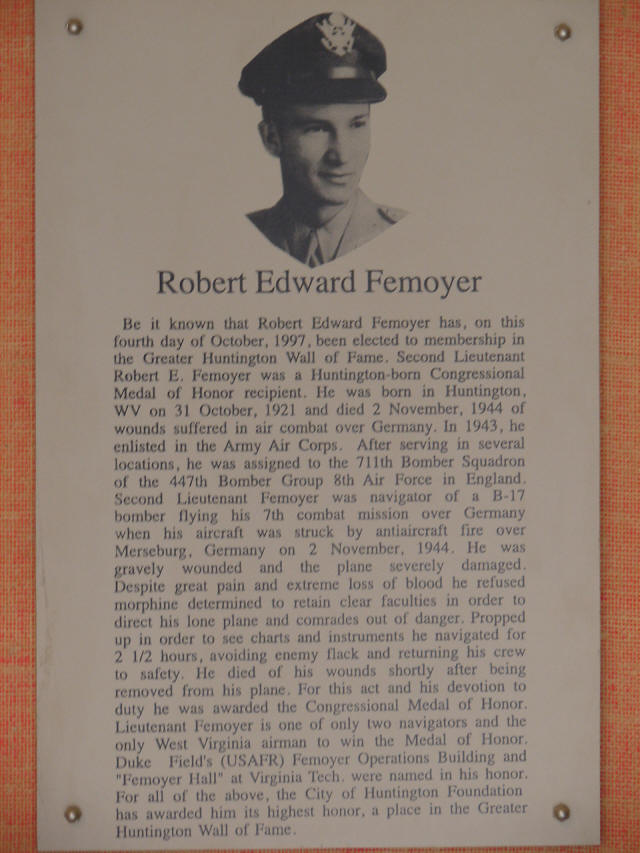 Robert Edward Femoyer
Be it known that Robert Edward Femoyer has, on this
fourth day of October, 1997, been elected to membership in
the Greater Huntington Wall of Fame. Second Lieutenant
Robert E. Femoyer was a Huntington-born Congressional
Medal of Honor recipient. He was born in Huntington,
WV on 31 October, 1921 and died 2 November, 1944 of
wounds suffered in air combat over Germany. In 1943, he
enlisted in the Army Air Corps. After serving in several
locations, he was assigned to the 711th Bomber Squadron
of the 447th Bomber Group 8th Air Force in England.
Second Lieutenant Femoyer was navigator of a B-17
bomber flying his 7th combat mission over Germany
when his aircraft was struck by antiaircraft fire over
Merseburg, Germany on 2 November, 1944. He was
gravely wounded and the plane severely damaged.
Despite great pain and extreme loss of blood he refused
morphine determined to retain clear faculties in order to
direct his lone plane and comrades out of danger. Propped
up in order to see charts and instruments he navigated for
2 1/2 hours, avoiding enemy flack and returning his crew
to safety. He died of his wounds shortly after being
removed from his plane. For this act and his devotion to
duty he was awarded the Congressional Medal of Honor.
Lieutenant Femoyer is one of only two navigators and the
only West Virginia airman to win the Medal of Honor.
Duke Field's (USAFR) Femoyer Operations Building and
"Femoyer Hall" at Virginia Tech. were named in his honor.
For all of the above, the City of Huntington Foundation
has awarded him its highest honor, a place in the Greater
Huntington Wall of Fame.